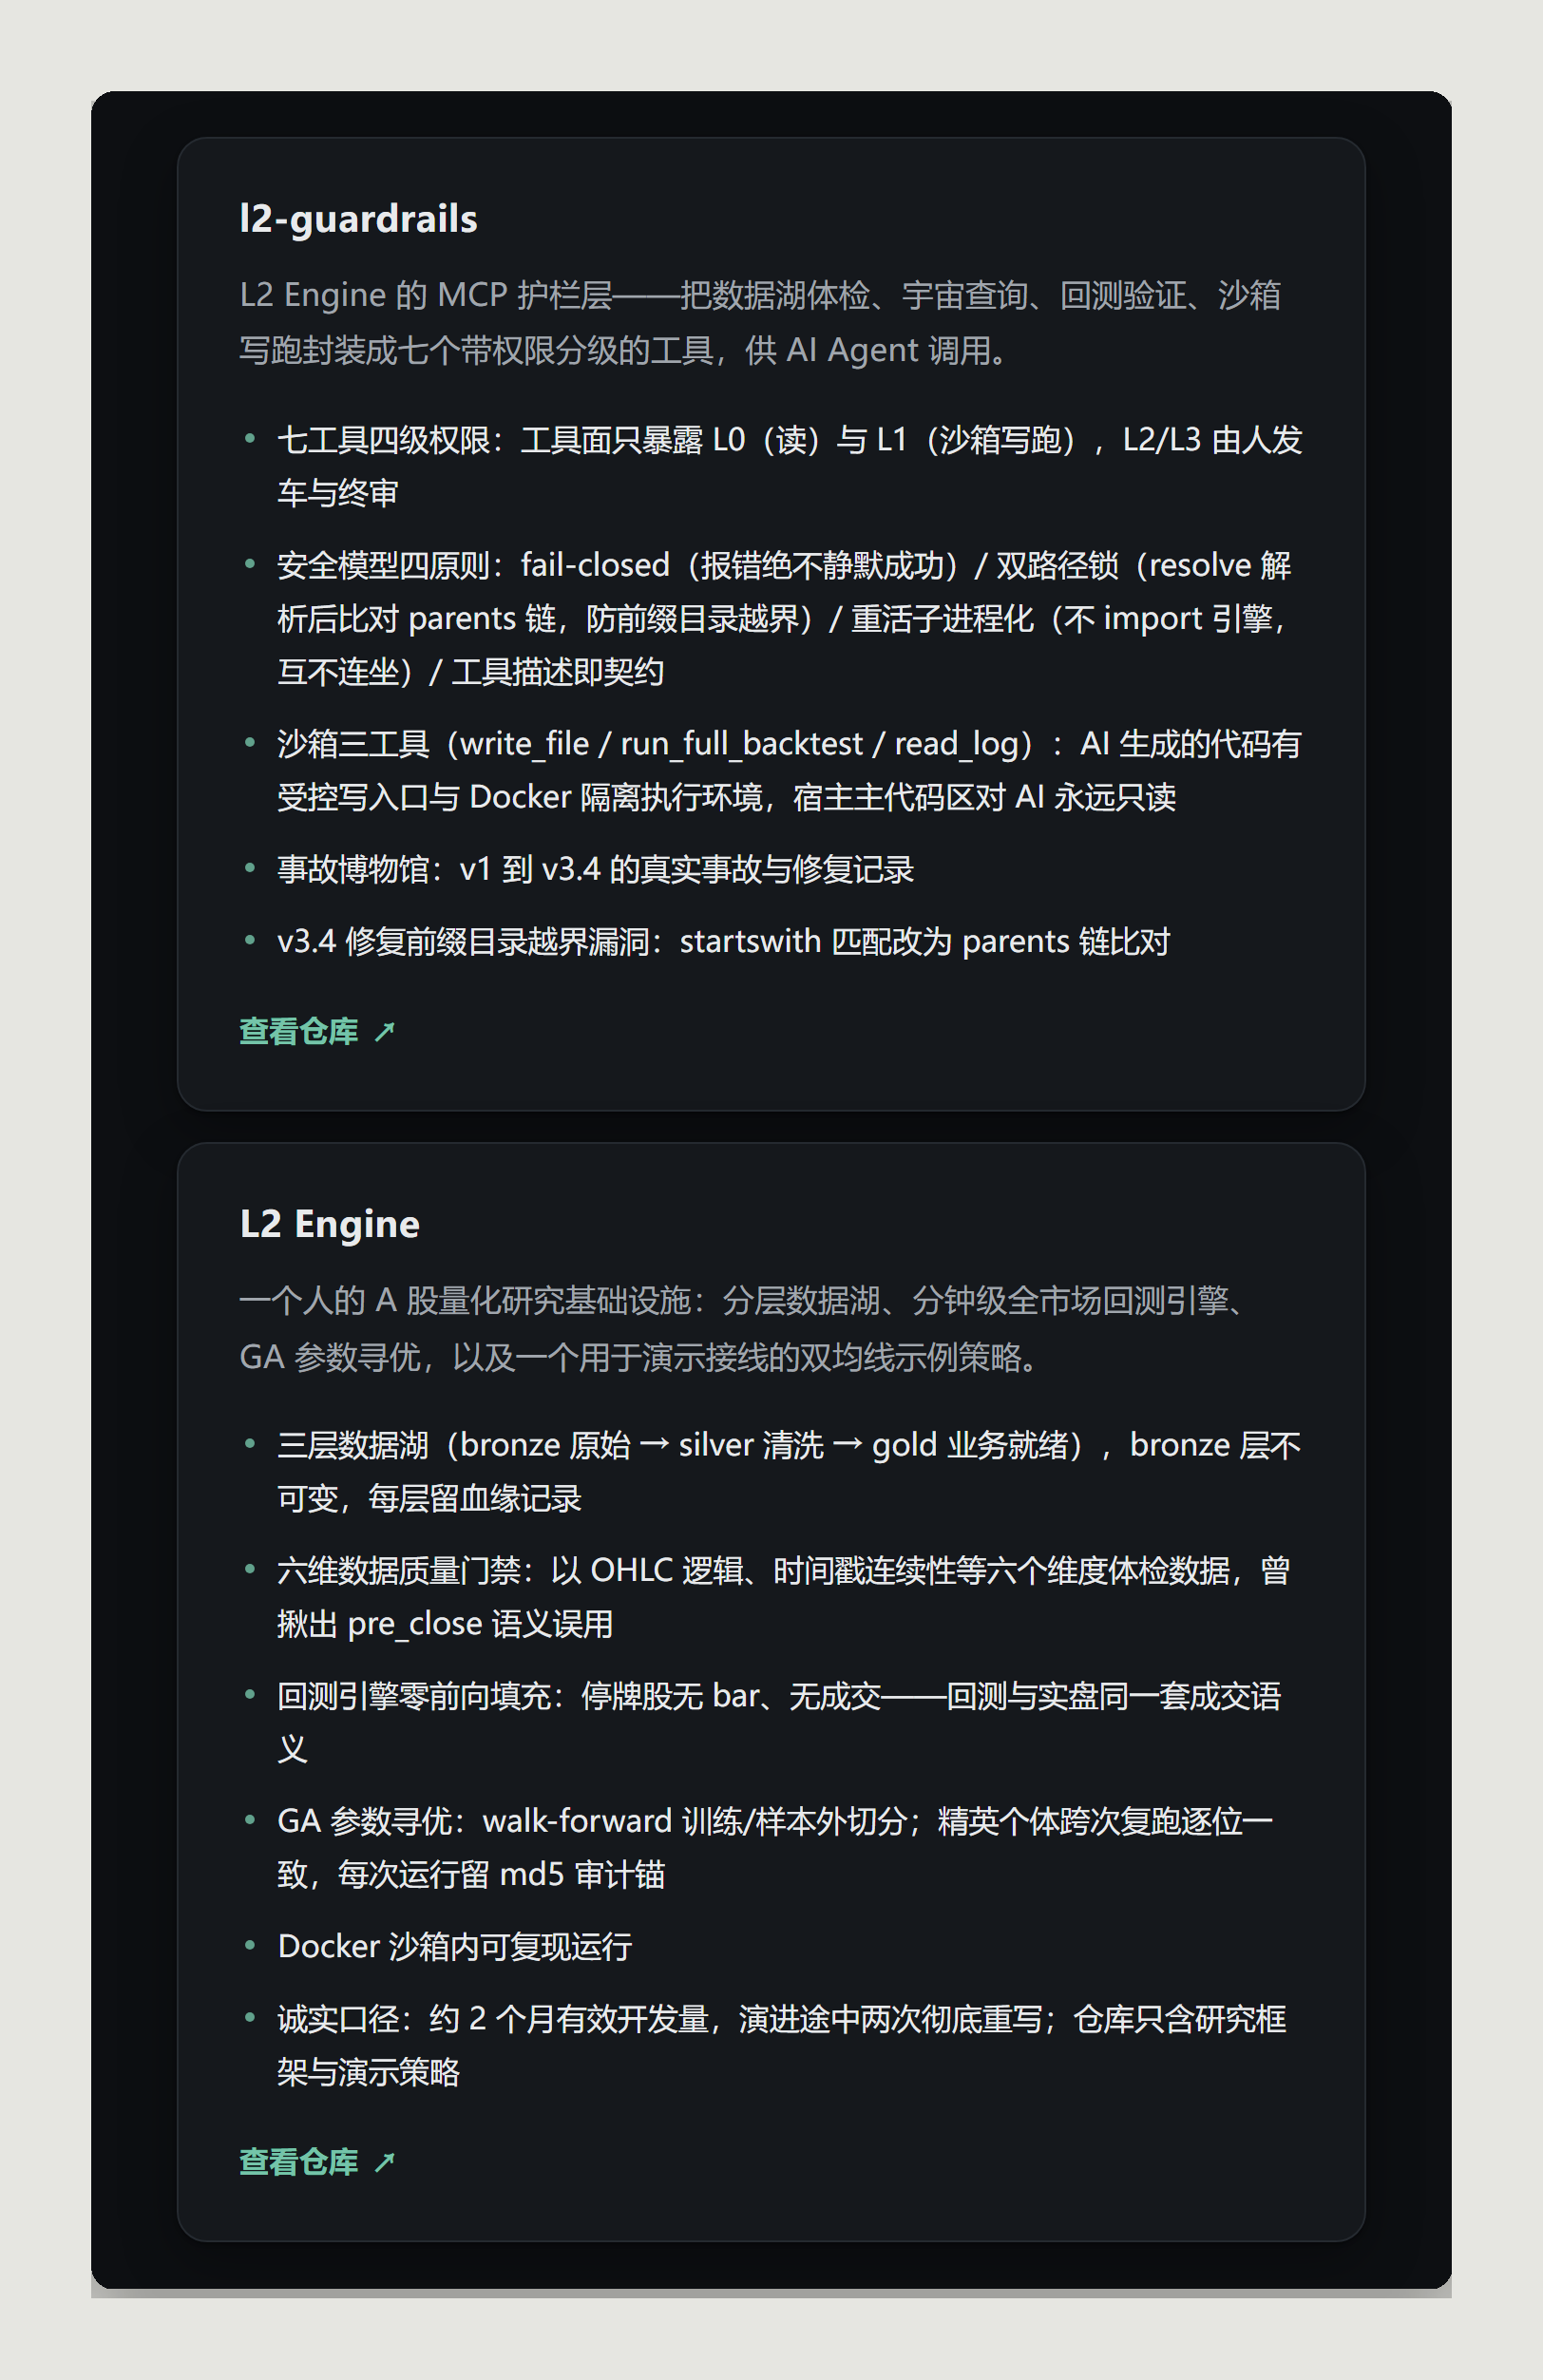 l2-guardrails
L2 Engine 的 MCP 护栏层——把数据湖体检、宇宙查询、回测验证、沙箱
写跑封装成七个带权限分级的工具，供 AI Agent 调用。
• 七工具四级权限：工具面只暴露 L0（读）与 L1（沙箱写跑），L2/L3 由人发
车与终审
• 安全模型四原则：fail-closed（报错绝不静默成功）/ 双路径锁（resolve 解
析后比对 parents 链，防前缀目录越界）/ 重活子进程化（不 import 引擎，
互不连坐）/ 工具描述即契约
• 沙箱三工具（write_file / run_full_backtest / read_log）：AI 生成的代码有
受控写入口与 Docker 隔离执行环境，宿主主代码区对 AI 永远只读
• 事故博物馆：v1 到 v3.4 的真实事故与修复记录
• v3.4 修复前缀目录越界漏洞：startswith 匹配改为 parents 链比对
查看仓库 ↗
L2 Engine
一个人的 A 股量化研究基础设施：分层数据湖、分钟级全市场回测引擎、
GA 参数寻优，以及一个用于演示接线的双均线示例策略。
• 三层数据湖（bronze 原始 → silver 清洗 → gold 业务就绪），bronze 层不
可变，每层留血缘记录
• 六维数据质量门禁：以 OHLC 逻辑、时间戳连续性等六个维度体检数据，曾
揪出 pre_close 语义误用
• 回测引擎零前向填充：停牌股无 bar、无成交——回测与实盘同一套成交语
义
• GA 参数寻优：walk-forward 训练/样本外切分；精英个体跨次复跑逐位一
致，每次运行留 md5 审计锚
• Docker 沙箱内可复现运行
• 诚实口径：约 2 个月有效开发量，演进途中两次彻底重写；仓库只含研究框
架与演示策略
查看仓库 ↗